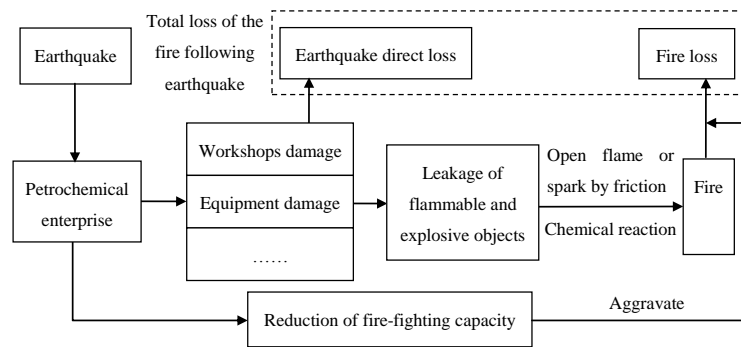 Total loss of the
fire following
earthquake
Earthquake
Earthquake direct loss
Fire loss
Workshops damage
Petrochemical
enterprise
Equipment damage
……
Leakage of
flammable and
explosive objects
Open flame or
spark by friction
Chemical reaction
Fire
Reduction of fire-fighting capacity
Aggravate